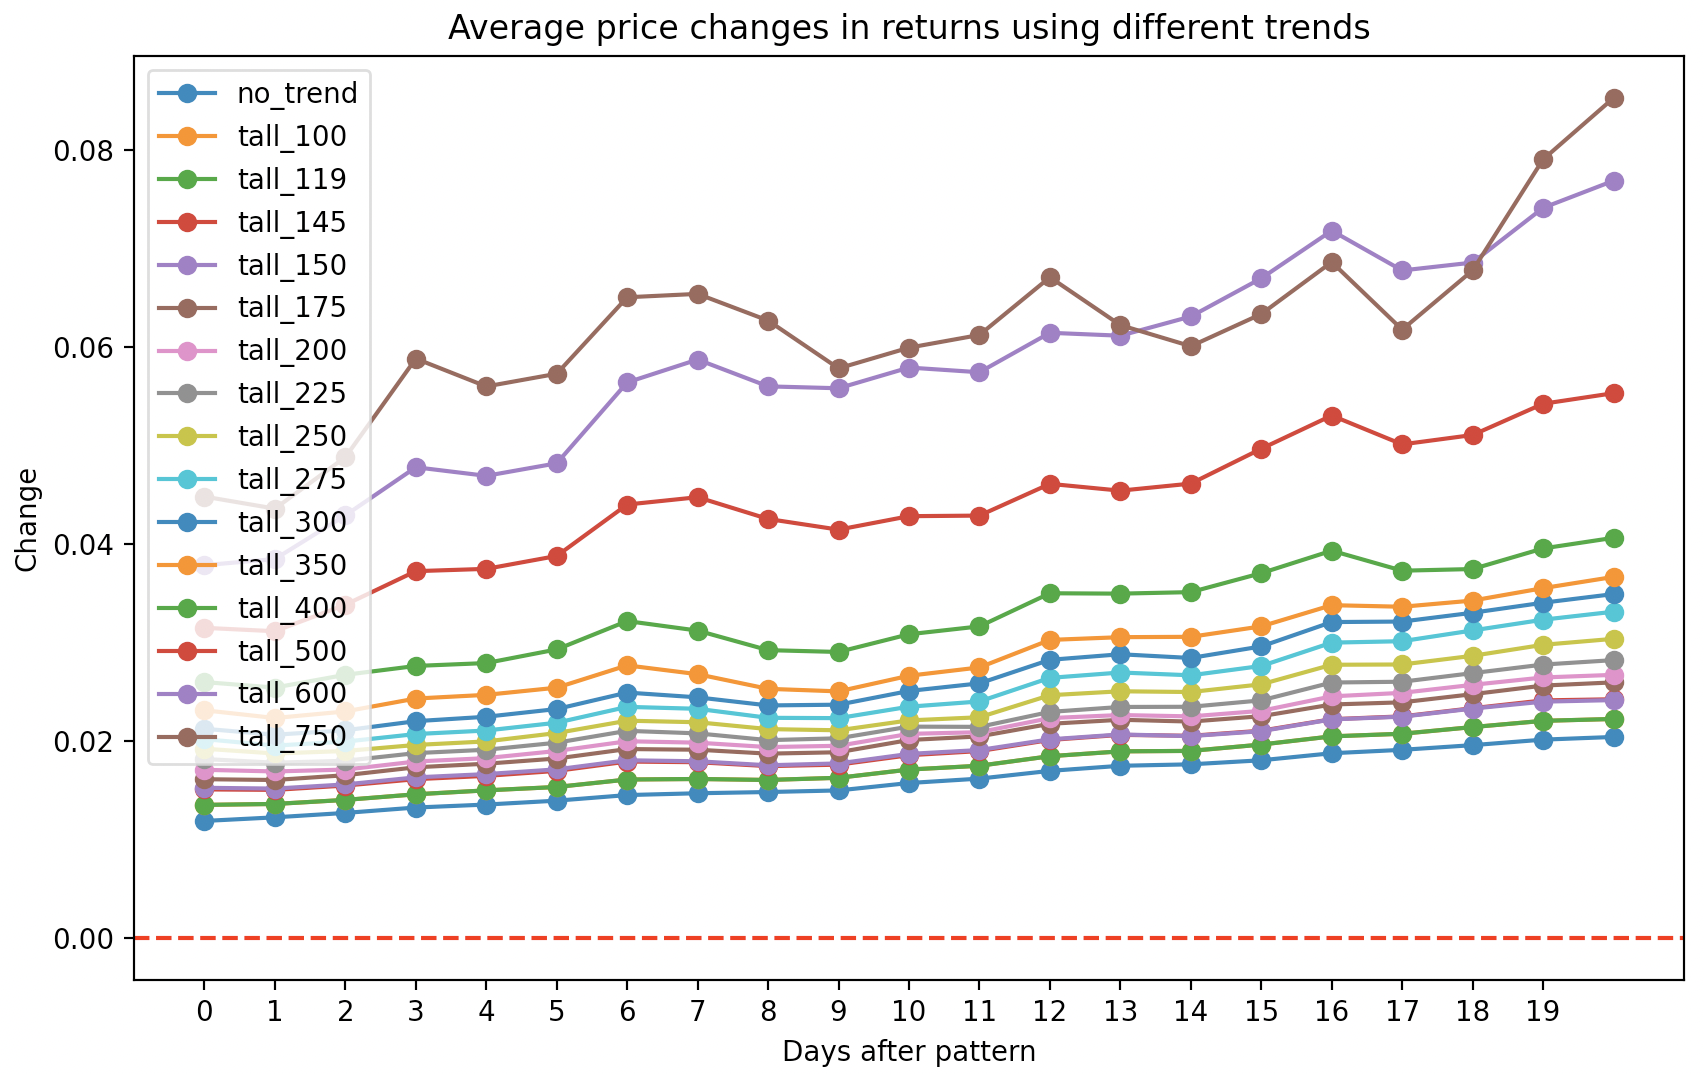 Average price changes in returns using different trends
no_trend
tall_100
tall_119
tall_145
tall_150
tall_175
tall_200
tall_225
tall_250
tall_275
tall_300
tall_350
tall_400
tall_500
tall_600
tall_750
0.08
0.06
0.04
0.02
0.00
Change
0 1 2 3 4 5 6 7 8 9 10 11 12 13 14 15 16 17 18 19
Days after pattern